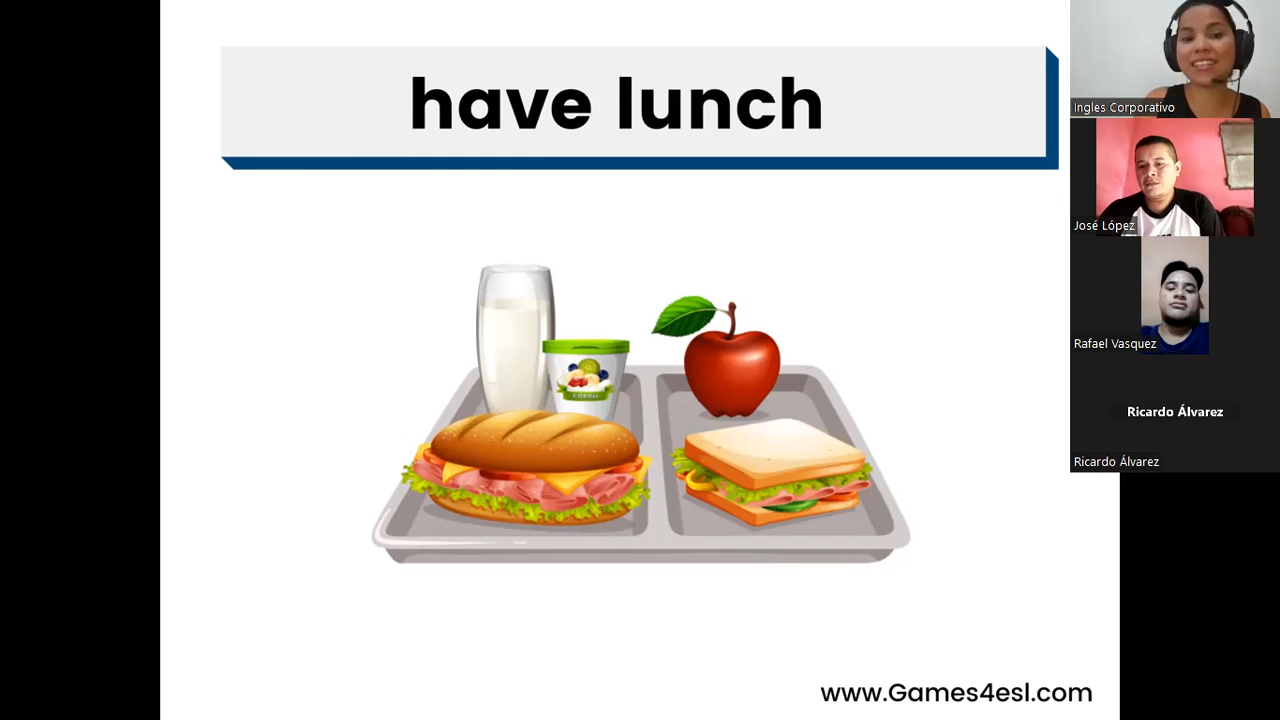 have lunch
www.Games4esl.com
Ingles Corporativo
José López
Rafael Vasquez
Ricardo Álvarez
Ricardo Álvarez